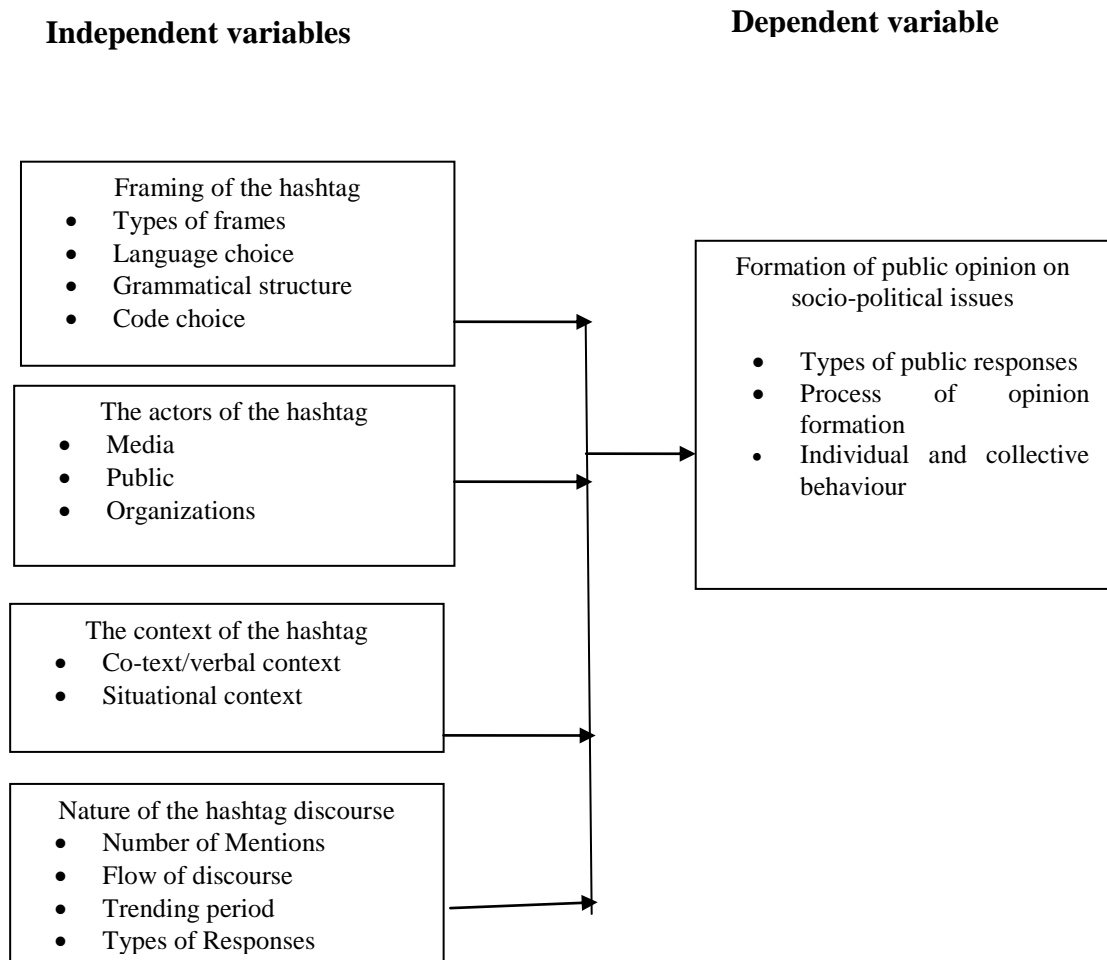 Independent variables
Dependent variable
Framing of the hashtag
• Types of frames
• Language choice
• Grammatical structure
• Code choice
The actors of the hashtag
• Media
• Public
• Organizations
The context of the hashtag
• Co-text/verbal context
• Situational context
Nature of the hashtag discourse
• Number of Mentions
• Flow of discourse
• Trending period
• Types of Responses
Formation of public opinion on
socio-political issues
• Types of public responses
• Process of opinion
formation
• Individual and collective
behaviour